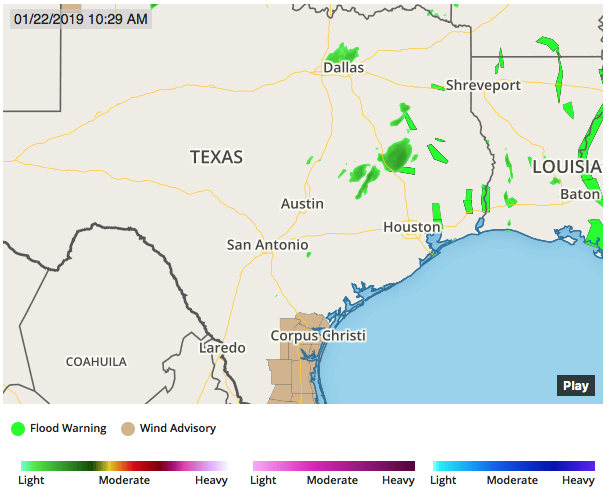 01/22/2019 10:29 AM
Dallas
Shreveport
TEXAS
LOUISIA
Baton
Austin
Houston
San Antonio
Corpus Christi
Laredo
COAHUILA
Play
Flood Warning Wind Advisory
Light Moderate Heavy Light Moderate Heavy Light Moderate Heavy